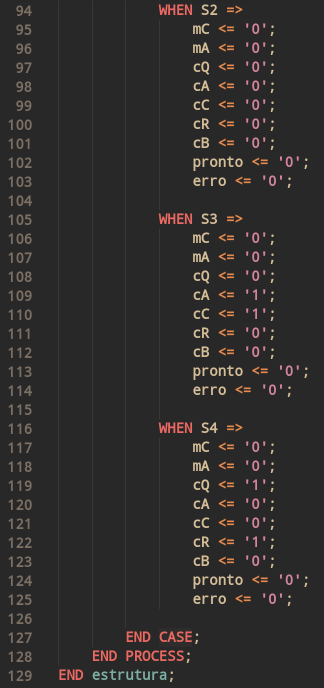 94 WHEN S2 =>
95 mC <= '0';
96 mA <= '0';
97 cQ <= '0';
98 cA <= '0';
99 cC <= '0';
100 cR <= '0';
101 cB <= '0';
102 pronto <= '0';
103 erro <= '0';
104
105 WHEN S3 =>
106 mC <= '0';
107 mA <= '0';
108 cQ <= '0';
109 cA <= '1';
110 cC <= '1';
111 cR <= '0';
112 cB <= '0';
113 pronto <= '0';
114 erro <= '0';
115
116 WHEN S4 =>
117 mC <= '0';
118 mA <= '0';
119 cQ <= '1';
120 cA <= '0';
121 cC <= '0';
122 cR <= '1';
123 cB <= '0';
124 pronto <= '0';
125 erro <= '0';
126
127 END CASE;
128 END PROCESS;
129 END estrutura;